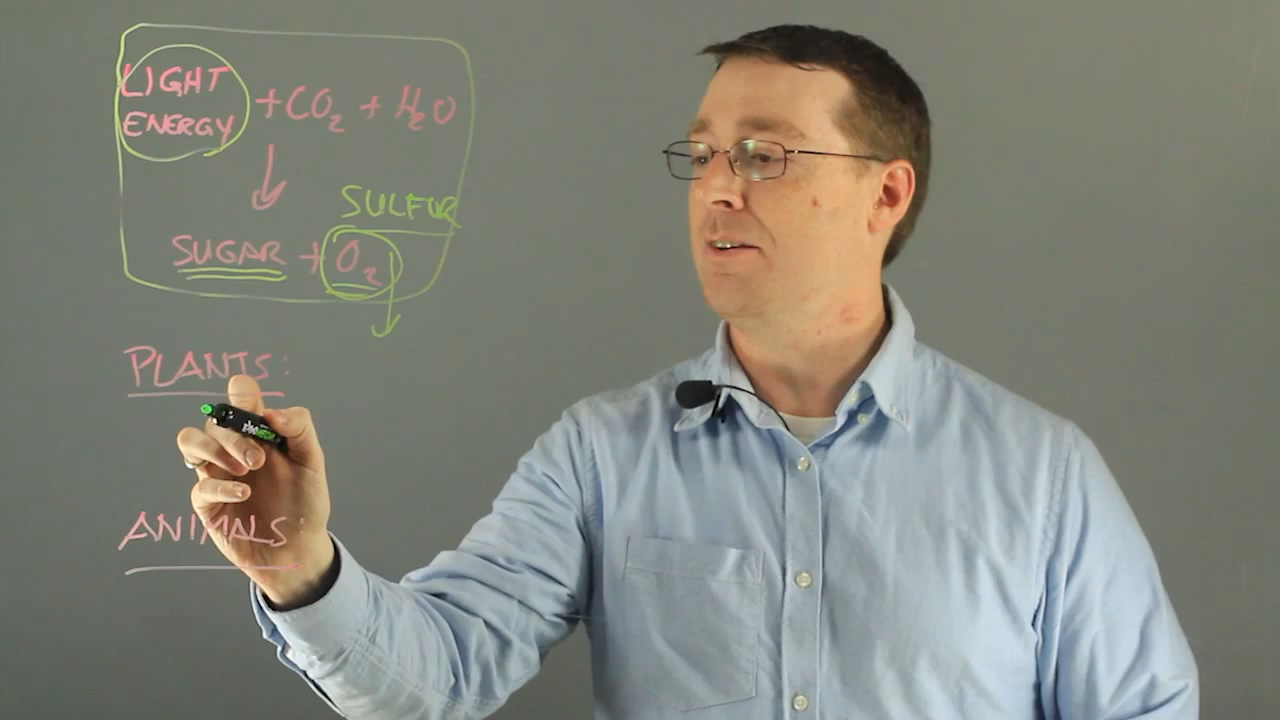 LIGHT
ENERGY + CO₂ + H₂O
↓
SULFUR
SUGAR + O₂
PLANTS:
ANIMALS: